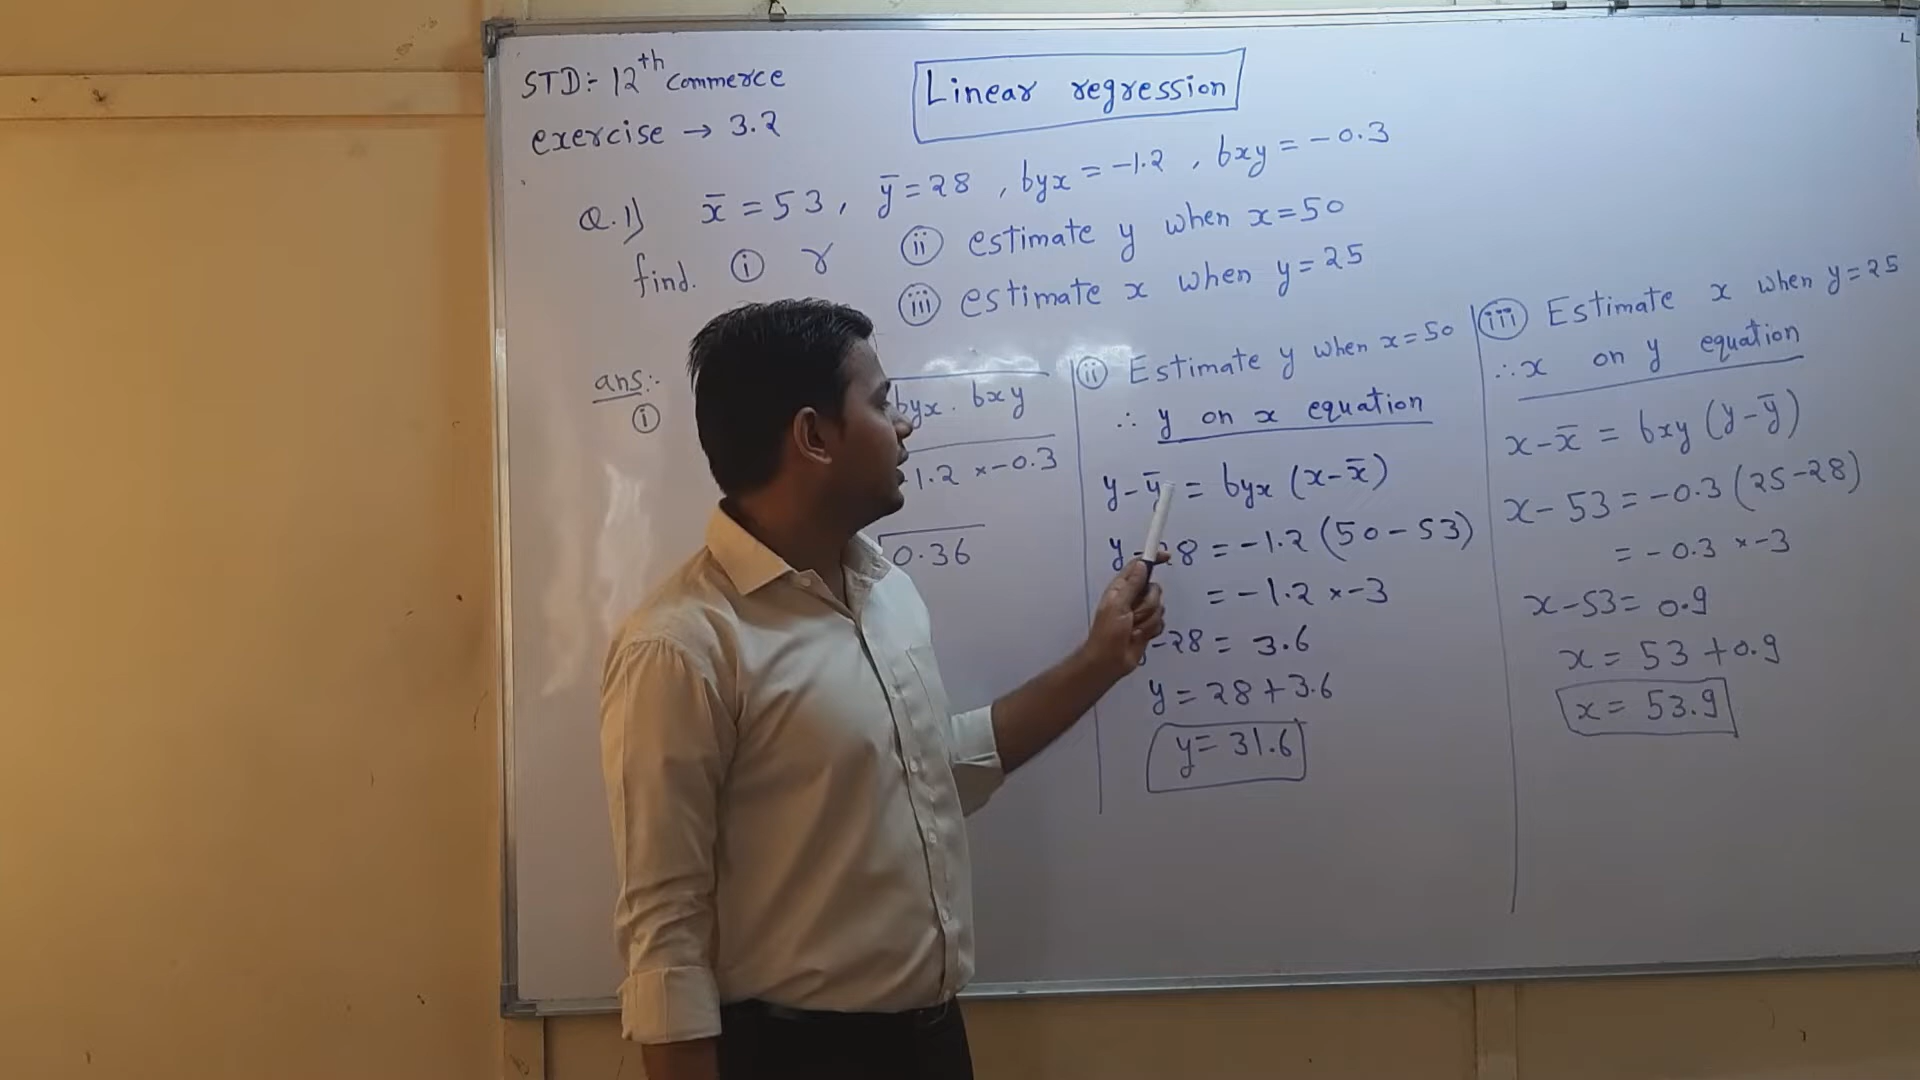 STD:- 12th commerce
exercise → 3.2
Linear regression
Q.1) x̄ = 53, ȳ = 28, byx = -1.2, bxy = -0.3
find. (i) r (ii) estimate y when x=50
(iii) estimate x when y=25
ans:-
(i)
byx . bxy
1.2 × -0.3
√0.36
(ii) Estimate y when x=50
∴ y on x equation
y-ȳ = byx (x-x̄)
y-28 = -1.2 (50-53)
= -1.2 × -3
-28 = 3.6
y = 28+3.6
y = 31.6
(iii) Estimate x when y=25
∴ x on y equation
x-x̄ = bxy (y-ȳ)
x-53 = -0.3 (25-28)
= -0.3 × -3
x-53 = 0.9
x = 53+0.9
x = 53.9